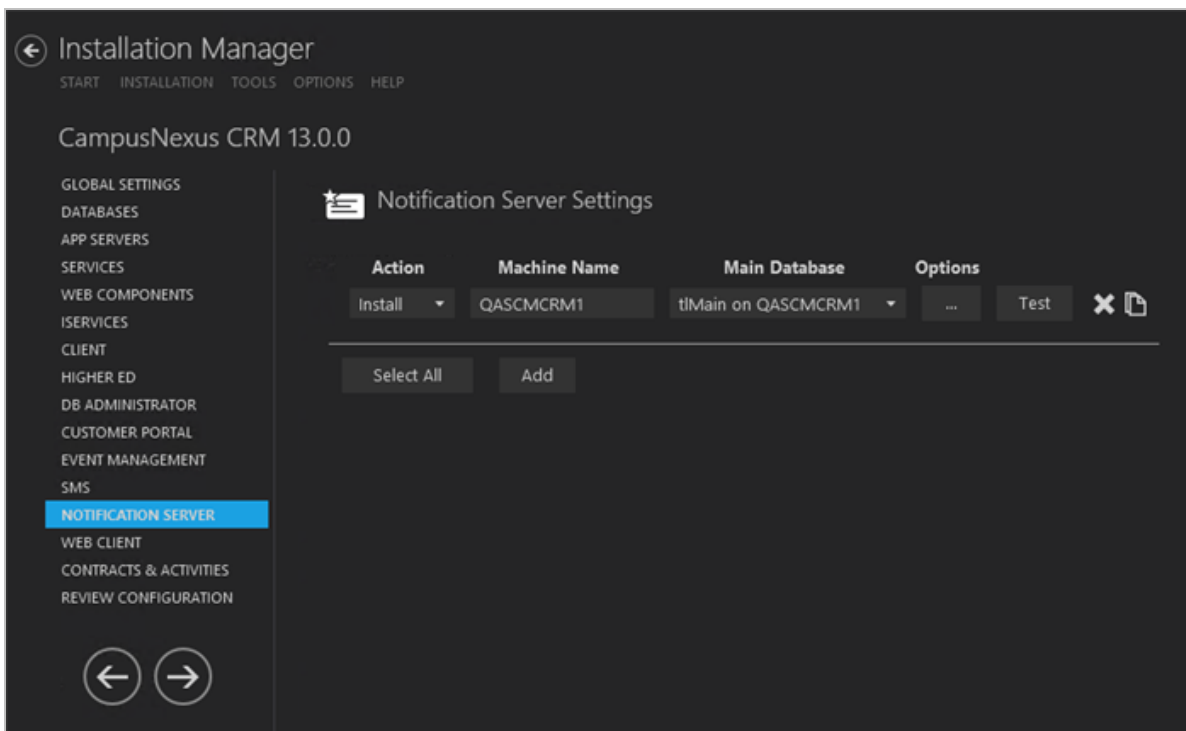 Installation Manager
START INSTALLATION TOOLS OPTIONS HELP
CampusNexus CRM 13.0.0
GLOBAL SETTINGS
DATABASES
APP SERVERS
SERVICES
WEB COMPONENTS
ISERVICES
CLIENT
HIGHER ED
DB ADMINISTRATOR
CUSTOMER PORTAL
EVENT MANAGEMENT
SMS
NOTIFICATION SERVER
WEB CLIENT
CONTRACTS & ACTIVITIES
REVIEW CONFIGURATION
Notification Server Settings
Action Machine Name Main Database Options
Install QASCMCRM1 tlMain on QASCMCRM1 ... Test
Select All Add